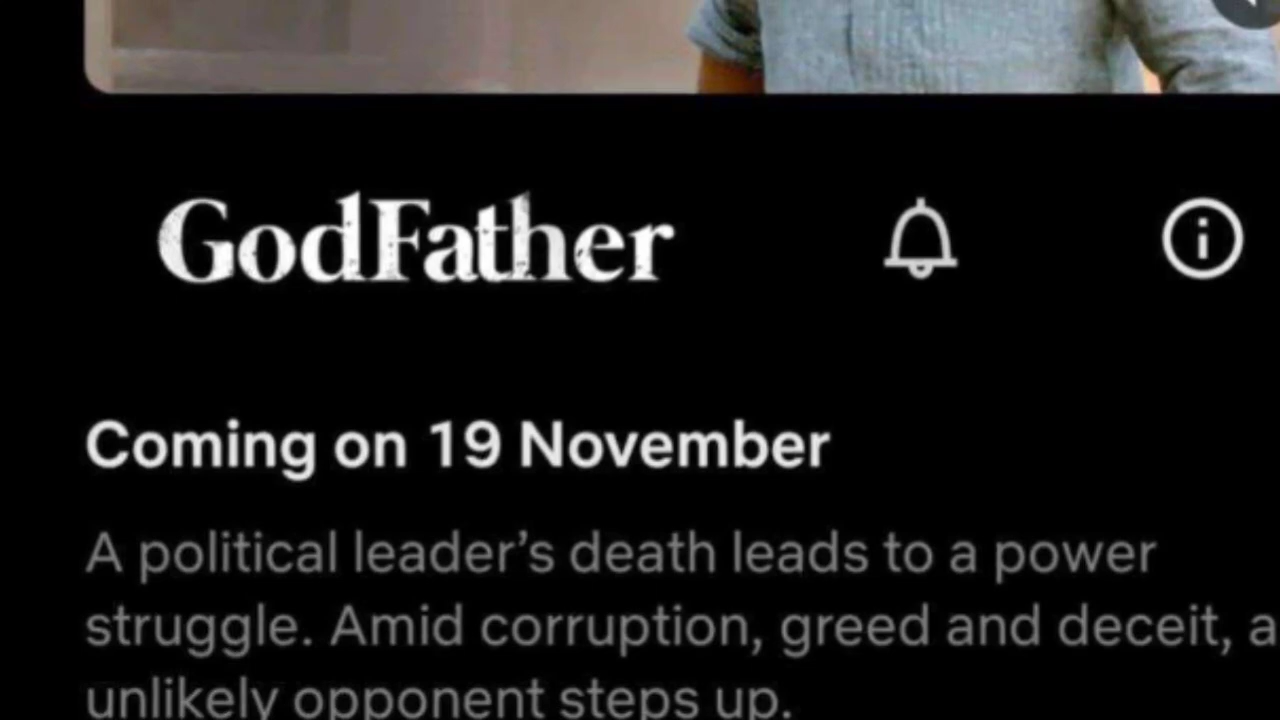 GodFather
Coming on 19 November
A political leader’s death leads to a power
struggle. Amid corruption, greed and deceit, a
unlikely opponent steps up.